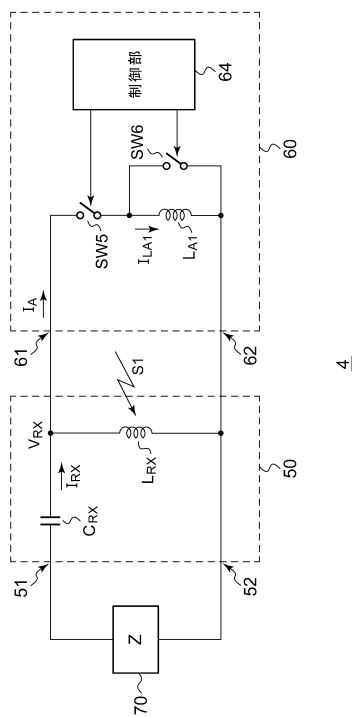 70
Z
51
52
C_RX
I_RX
V_RX
L_RX
S1
50
61
62
I_A
SW5
I_LA1
L_A1
SW6
制御部
64
60
4